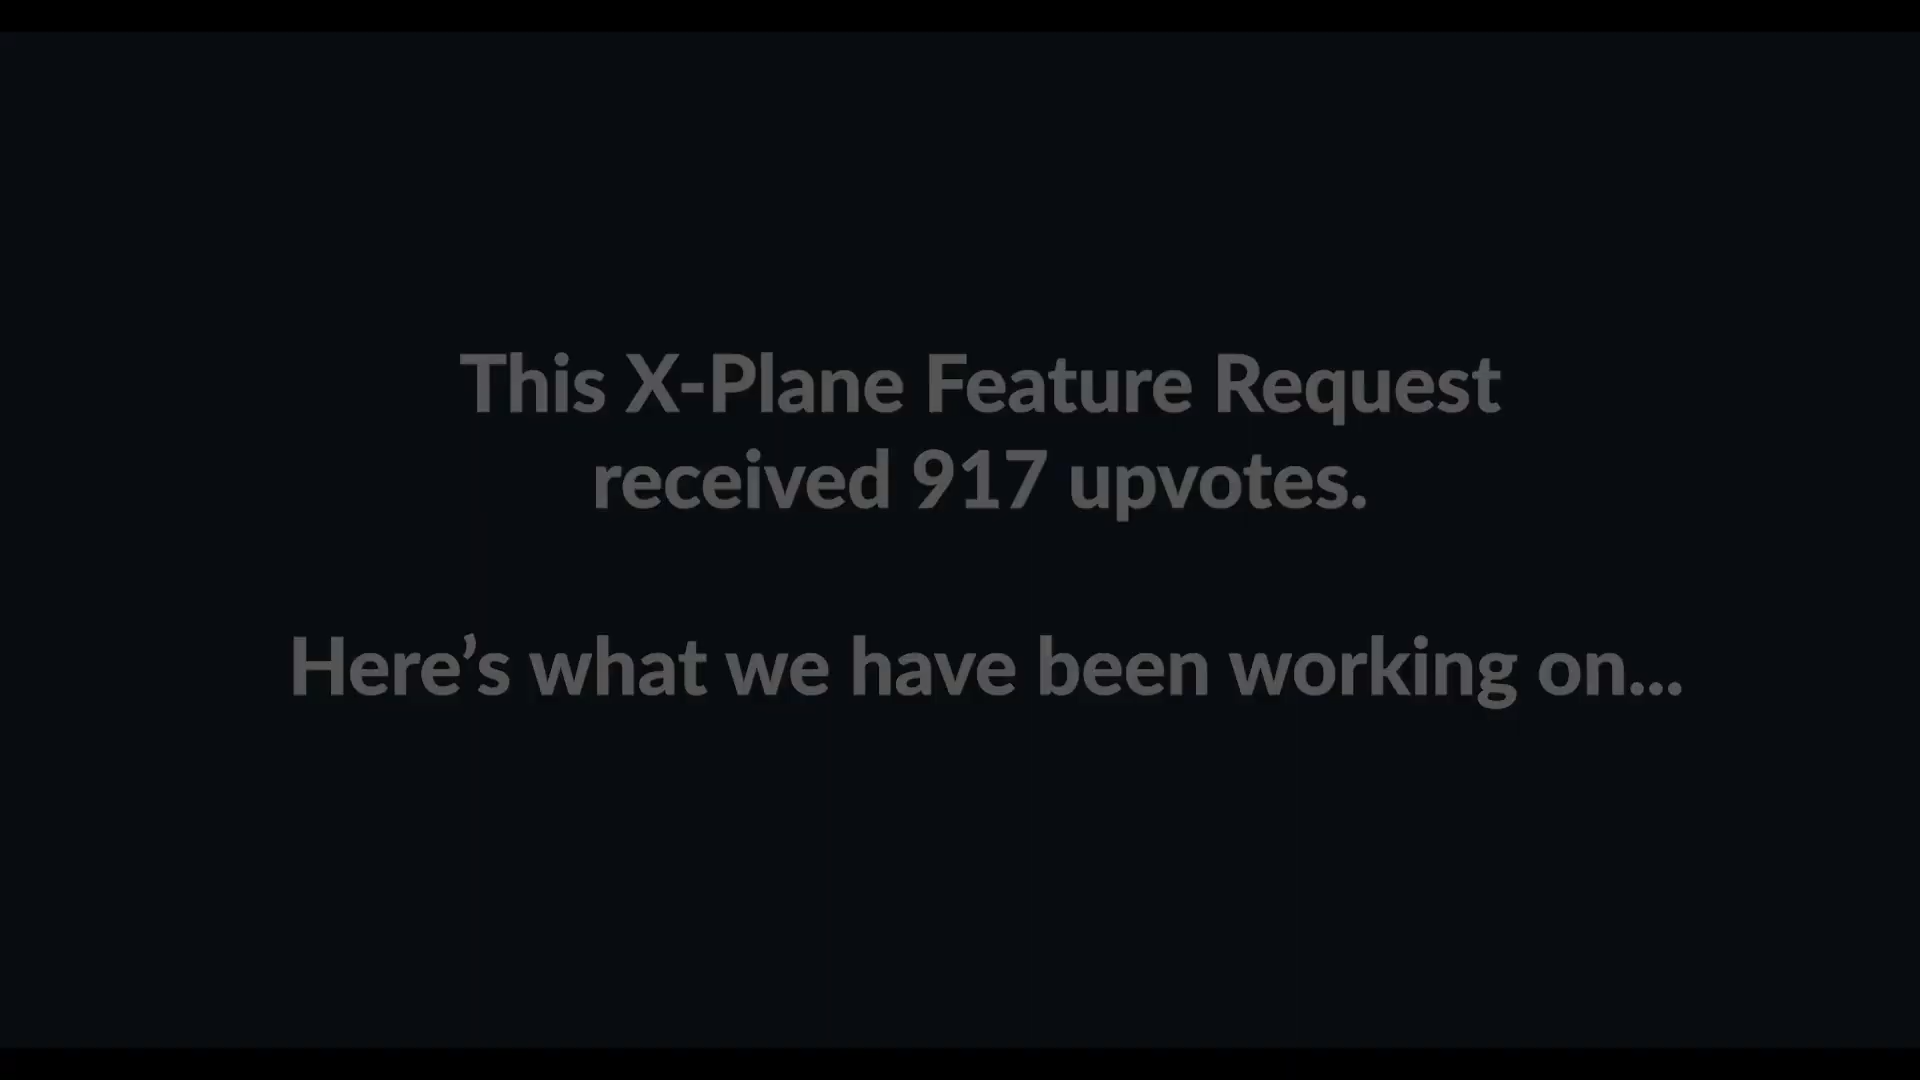 This X-Plane Feature Request
received 917 upvotes.
Here’s what we have been working on...